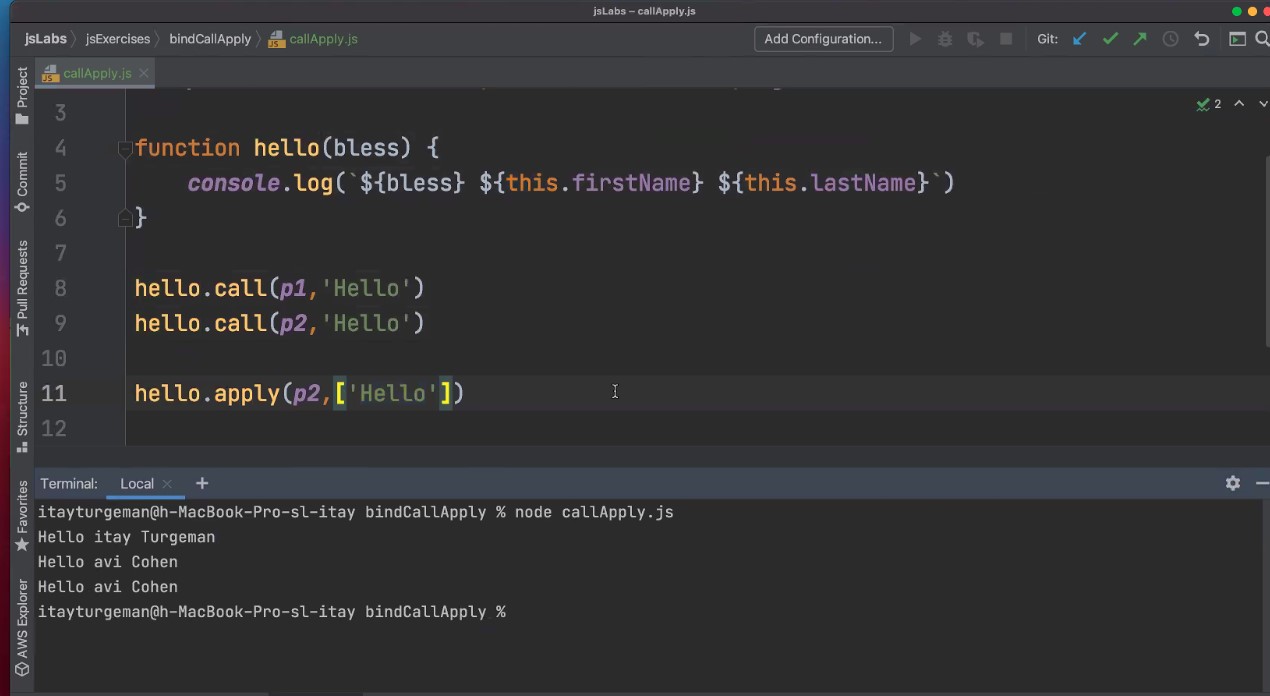 jsLabs – callApply.js
jsLabs jsExercises bindCallApply callApply.js Add Configuration... Git:
callApply.js
Project
Commit
Pull Requests
Structure
Favorites
AWS Explorer
2
3
4 function hello(bless) {
5 console.log(`${bless} ${this.firstName} ${this.lastName}`)
6 }
7
8 hello.call(p1,'Hello')
9 hello.call(p2,'Hello')
10
11 hello.apply(p2,['Hello'])
12
Terminal: Local
itayturgeman@h-MacBook-Pro-sl-itay bindCallApply % node callApply.js
Hello itay Turgeman
Hello avi Cohen
Hello avi Cohen
itayturgeman@h-MacBook-Pro-sl-itay bindCallApply %